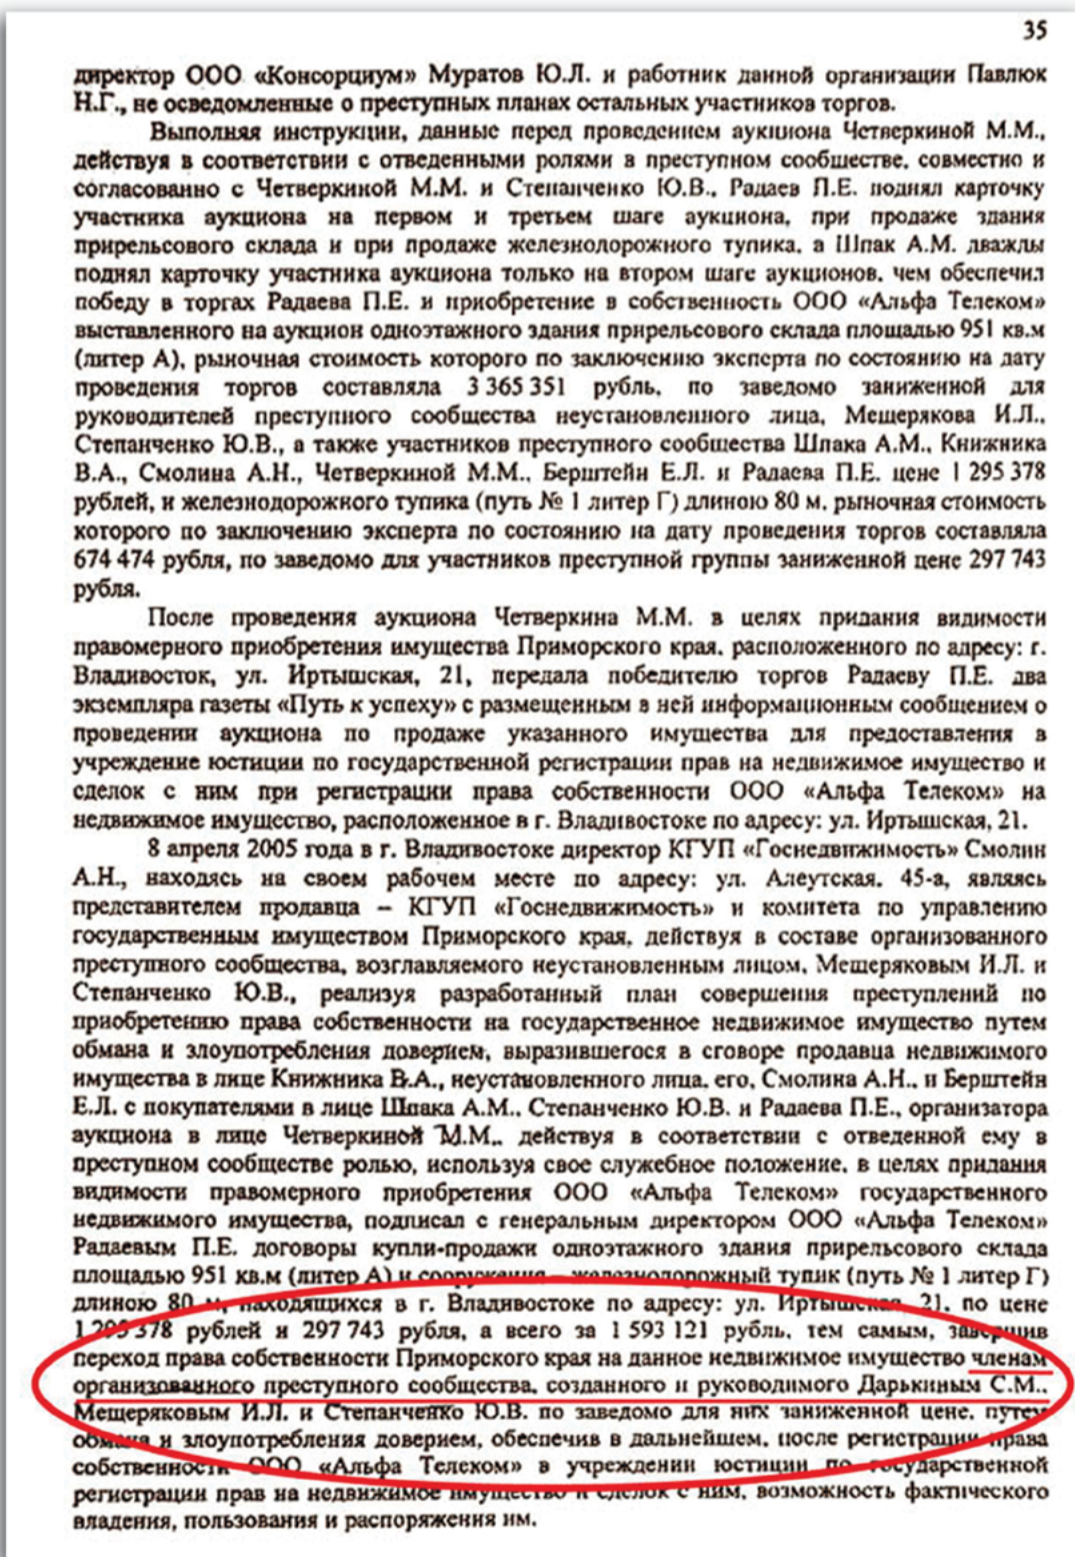 35
директор ООО «Консорциум» Муратов Ю.Л. и работник данной организации Павлюк
Н.Г., не осведомленные о преступных планах остальных участников торгов.
Выполняя инструкции, данные перед проведением аукциона Четверкиной М.М.,
действуя в соответствии с отведенными ролями в преступном сообществе, совместно и
согласованно с Четверкиной М.М. и Степанченко Ю.В., Радаев П.Е. поднял карточку
участника аукциона на первом и третьем шаге аукциона, при продаже здания
прирельсового склада и при продаже железнодорожного тупика, а Шпак А.М. дважды
поднял карточку участника аукциона только на втором шаге аукционов, чем обеспечил
победу в торгах Радаева П.Е. и приобретение в собственность ООО «Альфа Телеком»
выставленного на аукцион одноэтажного здания прирельсового склада площадью 951 кв.м
(литер А), рыночная стоимость которого по заключению эксперта по состоянию на дату
проведения торгов составляла 3 365 351 рубль, по заведомо заниженной для
руководителей преступного сообщества неустановленного лица, Мещерякова И.Л.,
Степанченко Ю.В., а также участников преступного сообщества Шпака А.М., Книжника
В.А., Смолина А.Н., Четверкиной М.М., Берштейн Е.Л. и Радаева П.Е. цене 1 295 378
рублей, и железнодорожного тупика (путь № 1 литер Г) длиною 80 м, рыночная стоимость
которого по заключению эксперта по состоянию на дату проведения торгов составляла
674 474 рубля, по заведомо для участников преступной группы заниженной цене 297 743
рубля.
После проведения аукциона Четверкина М.М. в целях придания видимости
правомерного приобретения имущества Приморского края, расположенного по адресу: г.
Владивосток, ул. Иртышская, 21, передала победителю торгов Радаеву П.Е. два
экземпляра газеты «Путь к успеху» с размещенным в ней информационным сообщением о
проведении аукциона по продаже указанного имущества для предоставления в
учреждение юстиции по государственной регистрации прав на недвижимое имущество и
сделок с ним при регистрации права собственности ООО «Альфа Телеком» на
недвижимое имущество, расположенное в г. Владивостоке по адресу: ул. Иртышская, 21.
8 апреля 2005 года в г. Владивостоке директор КГУП «Госнедвижимость» Смолин
А.Н., находясь на своем рабочем месте по адресу: ул. Алеутская, 45-а, являясь
представителем продавца – КГУП «Госнедвижимость» и комитета по управлению
государственным имуществом Приморского края, действуя в составе организованного
преступного сообщества, возглавляемого неустановленным лицом, Мещеряковым И.Л. и
Степанченко Ю.В., реализуя разработанный план совершения преступлений по
приобретению права собственности на государственное недвижимое имущество путем
обмана и злоупотребления доверием, выразившегося в сговоре продавца недвижимого
имущества в лице Книжника В.А., неустановленного лица, его, Смолина А.Н., и Берштейн
Е.Л. с покупателями в лице Шпака А.М., Степанченко Ю.В. и Радаева П.Е., организатора
аукциона в лице Четверкиной М.М., действуя в соответствии с отведенной ему в
преступном сообществе ролью, используя свое служебное положение, в целях придания
видимости правомерного приобретения ООО «Альфа Телеком» государственного
недвижимого имущества, подписал с генеральным директором ООО «Альфа Телеком»
Радаевым П.Е. договоры купли-продажи одноэтажного здания прирельсового склада
площадью 951 кв.м (литер А) и сооружения – железнодорожный тупик (путь № 1 литер Г)
длиною 80 м, находящихся в г. Владивостоке по адресу: ул. Иртышская, 21, по цене
1 295 378 рублей и 297 743 рубля, а всего за 1 593 121 рубль, тем самым, завершив
переход права собственности Приморского края на данное недвижимое имущество членам
организованного преступного сообщества, созданного и руководимого Дарькиным С.М.,
Мещеряковым И.Л. и Степанченко Ю.В. по заведомо для них заниженной цене, путем
обмана и злоупотребления доверием, обеспечив в дальнейшем, после регистрации права
собственности ООО «Альфа Телеком» в учреждении юстиции по государственной
регистрации прав на недвижимое имущество и сделок с ним, возможность фактического
владения, пользования и распоряжения им.